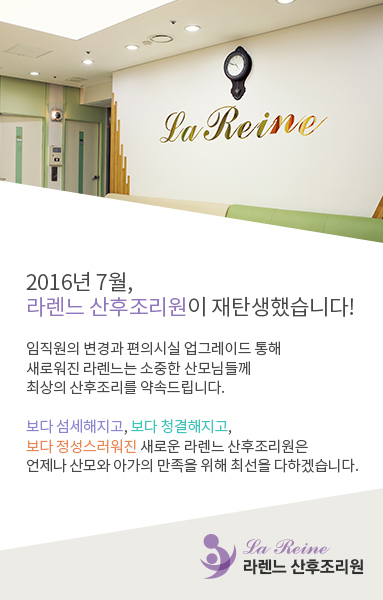 La Reine
2016년 7월,
라렌느 산후조리원이 재탄생했습니다!
임직원의 변경과 편의시실 업그레이드 통해
새로워진 라렌느는 소중한 산모님들께
최상의 산후조리를 약속드립니다.
보다 섬세해지고, 보다 청결해지고,
보다 정성스러워진 새로운 라렌느 산후조리원은
언제나 산모와 아가의 만족을 위해 최선을 다하겠습니다.
La Reine
라렌느 산후조리원